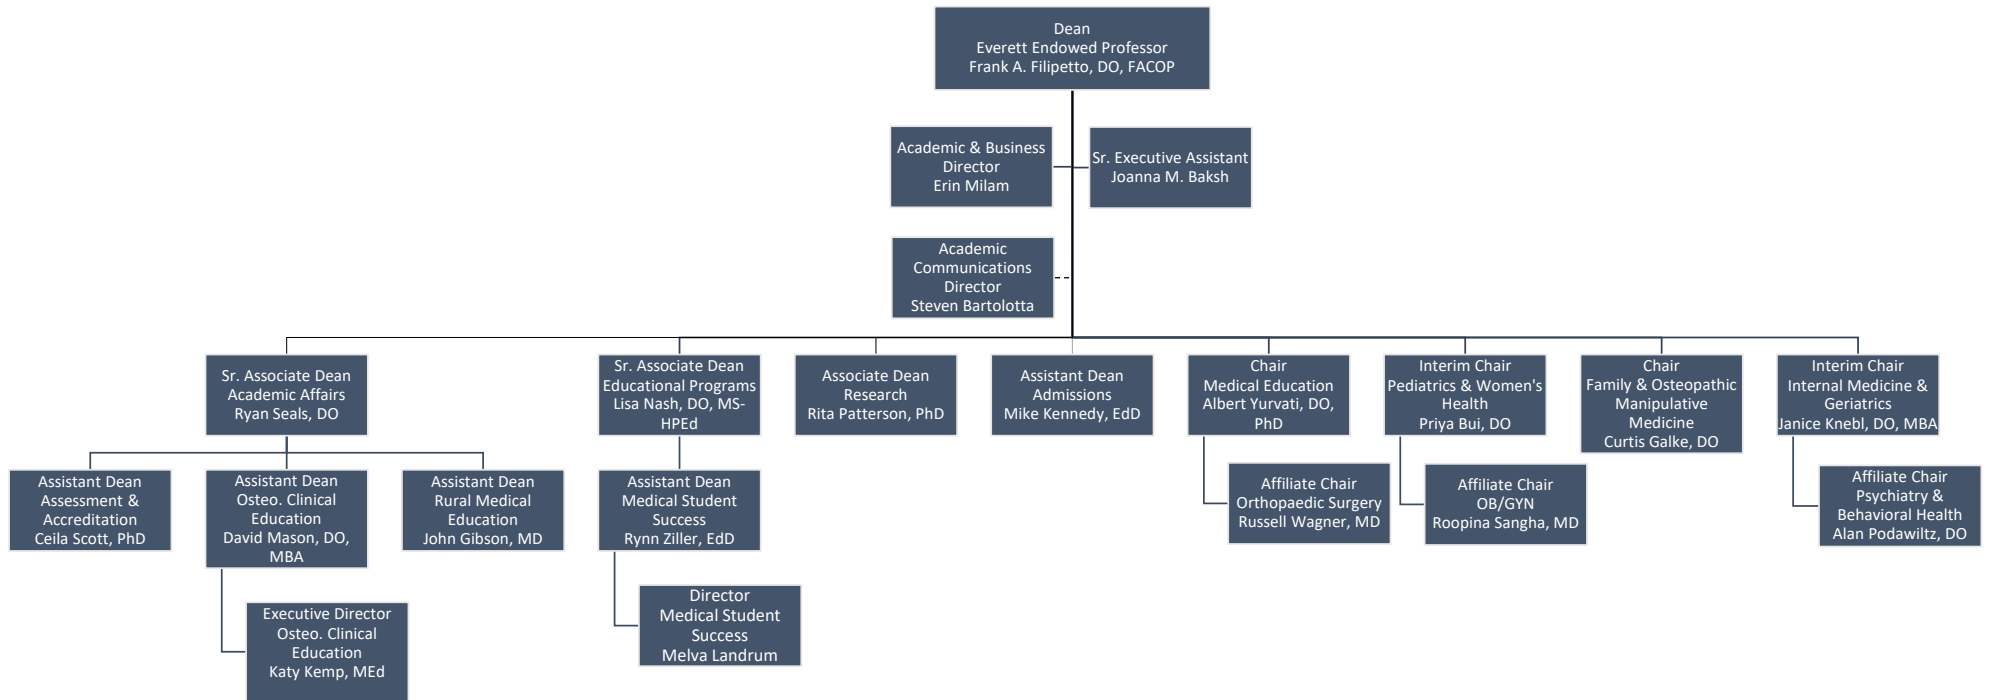 Dean
Everett Endowed Professor
Frank A. Filipetto, DO, FACOP
Academic & Business
Director
Erin Milam
Sr. Executive Assistant
Joanna M. Baksh
Academic
Communications
Director
Steven Bartolotta
Sr. Associate Dean
Academic Affairs
Ryan Seals, DO
Sr. Associate Dean
Educational Programs
Lisa Nash, DO, MS-
HPEd
Associate Dean
Research
Rita Patterson, PhD
Assistant Dean
Admissions
Mike Kennedy, EdD
Chair
Medical Education
Albert Yurvati, DO,
PhD
Interim Chair
Pediatrics & Women's
Health
Priya Bui, DO
Chair
Family & Osteopathic
Manipulative
Medicine
Curtis Galke, DO
Interim Chair
Internal Medicine &
Geriatrics
Janice Knebl, DO, MBA
Assistant Dean
Assessment &
Accreditation
Ceila Scott, PhD
Assistant Dean
Osteo. Clinical
Education
David Mason, DO,
MBA
Assistant Dean
Rural Medical
Education
John Gibson, MD
Assistant Dean
Medical Student
Success
Rynn Ziller, EdD
Affiliate Chair
Orthopaedic Surgery
Russell Wagner, MD
Affiliate Chair
OB/GYN
Roopina Sangha, MD
Affiliate Chair
Psychiatry &
Behavioral Health
Alan Podawiltz, DO
Executive Director
Osteo. Clinical
Education
Katy Kemp, MEd
Director
Medical Student
Success
Melva Landrum